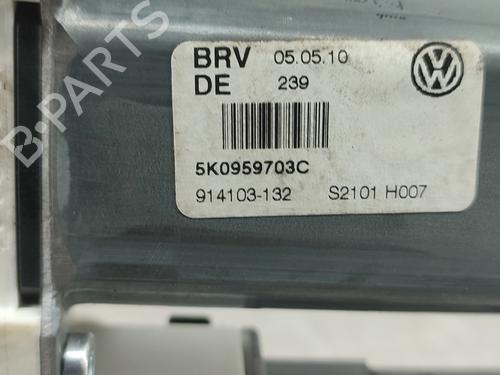 BRV 05.05.10
DE 239
5K0959703C
914103-132 S2101 H007
B-PARTS